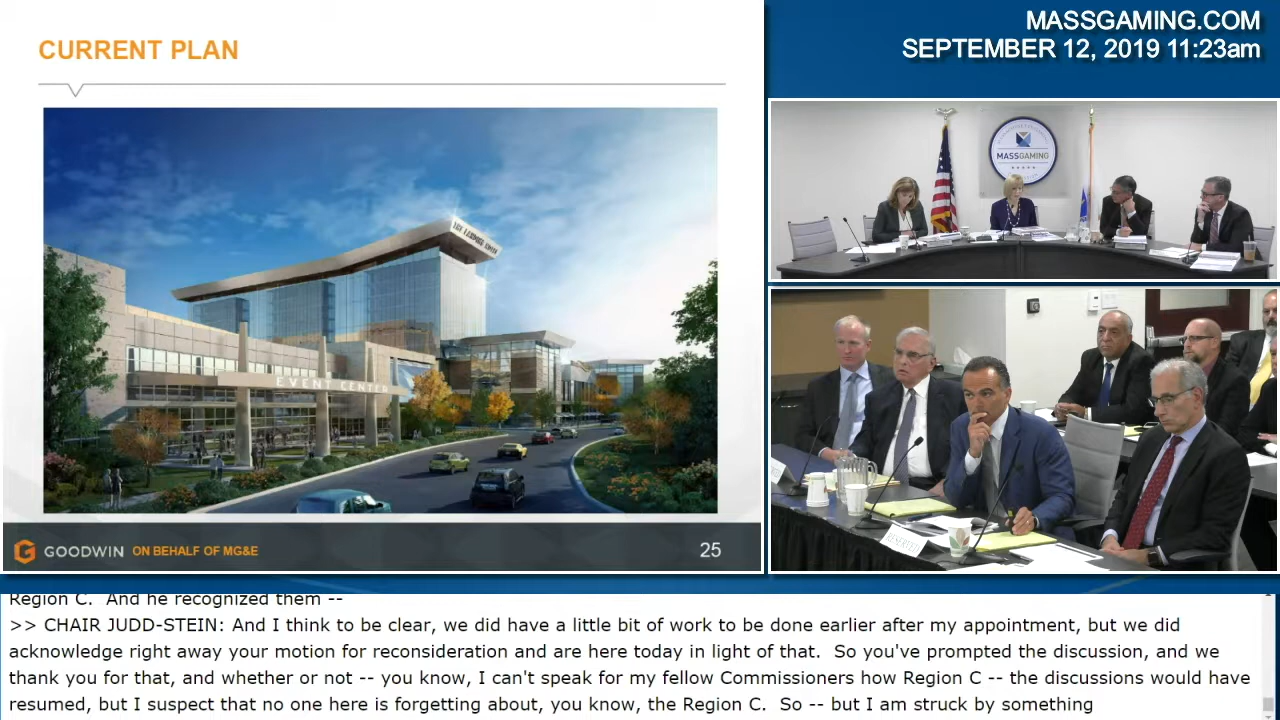 CURRENT PLAN
EVENT CENTER
GOODWIN ON BEHALF OF MG&E
25
MASSGAMING.COM
SEPTEMBER 12, 2019 11:23am
MASSGAMING
RESERVED
Region C. And he recognized them --
>> CHAIR JUDD-STEIN: And I think to be clear, we did have a little bit of work to be done earlier after my appointment, but we did
acknowledge right away your motion for reconsideration and are here today in light of that. So you've prompted the discussion, and we
thank you for that, and whether or not -- you know, I can't speak for my fellow Commissioners how Region C -- the discussions would have
resumed, but I suspect that no one here is forgetting about, you know, the Region C. So -- but I am struck by something